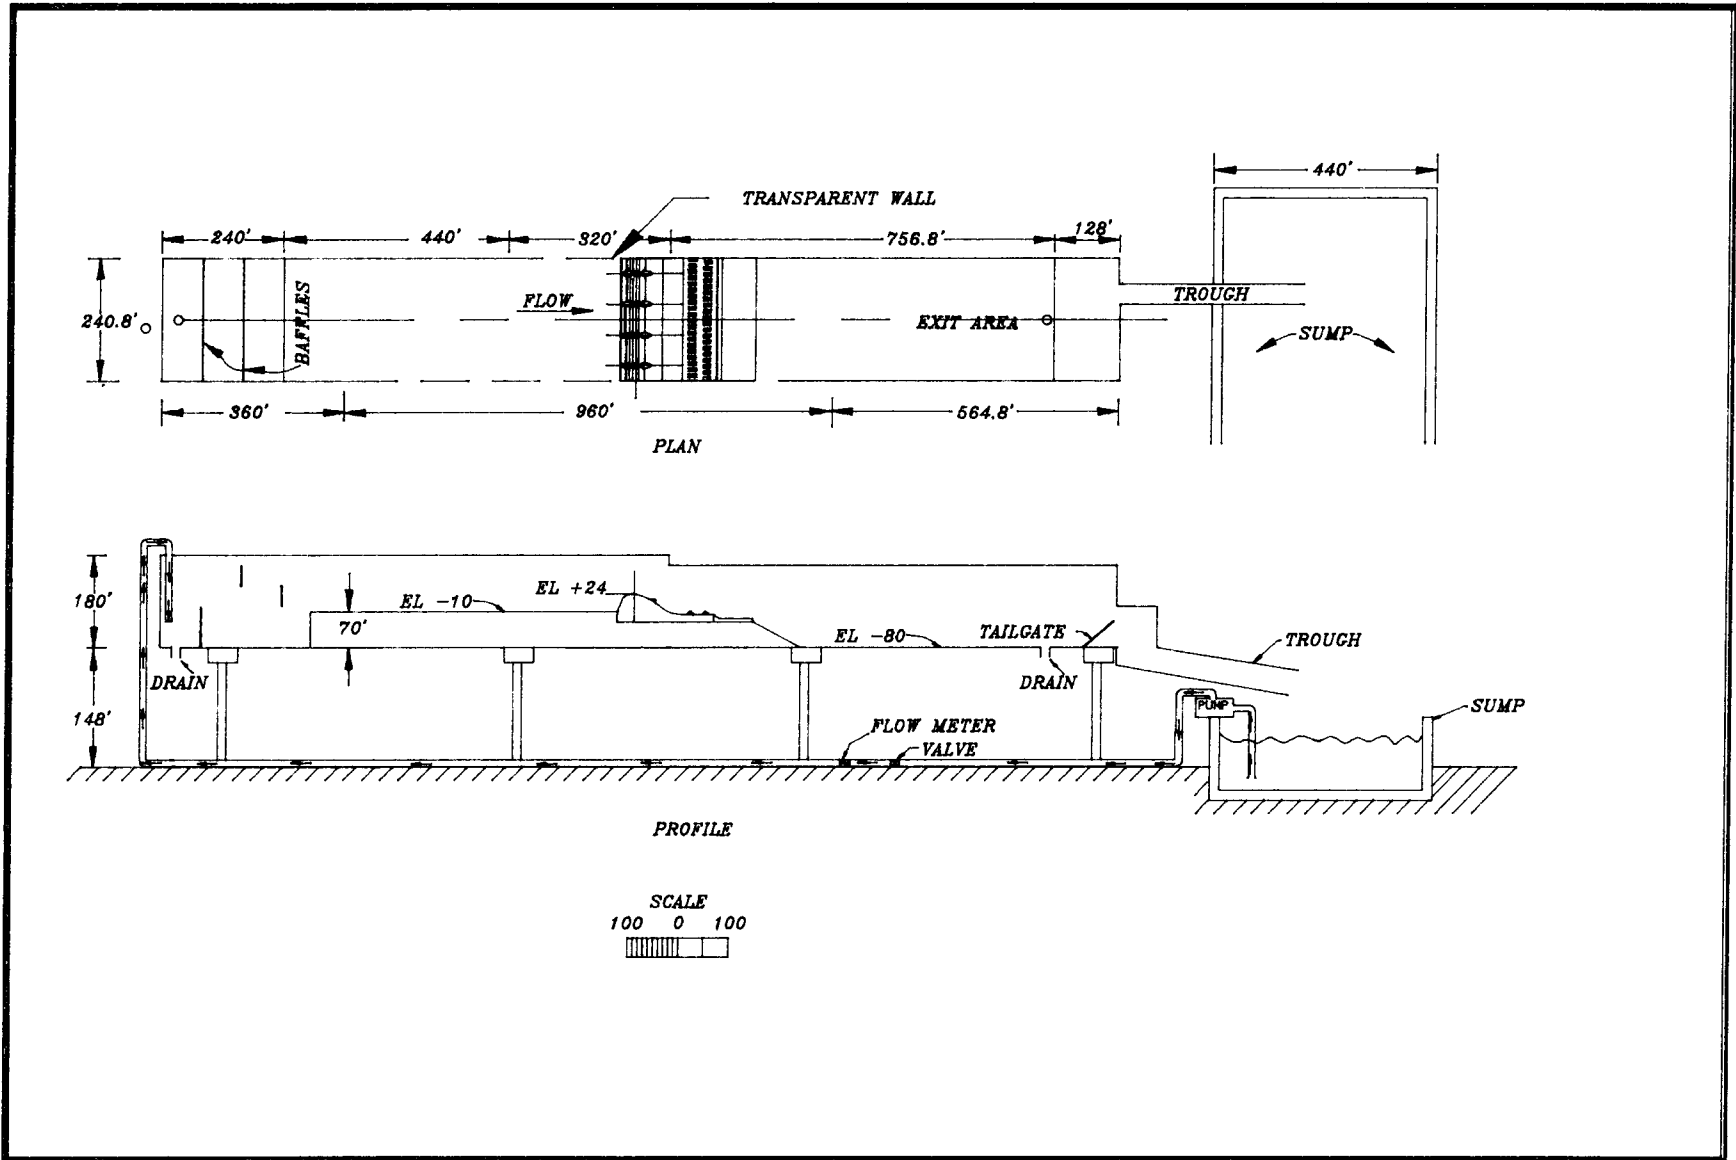 440'
TRANSPARENT WALL
240'
440'
320'
756.8'
128'
240.8'
BAFFLES
FLOW
EXIT AREA
TROUGH
SUMP
360'
960'
564.8'
PLAN
180'
EL -10
EL +24
70'
EL -80
TAILGATE
TROUGH
DRAIN
DRAIN
148'
PUMP
SUMP
FLOW METER
VALVE
PROFILE
SCALE
100 0 100